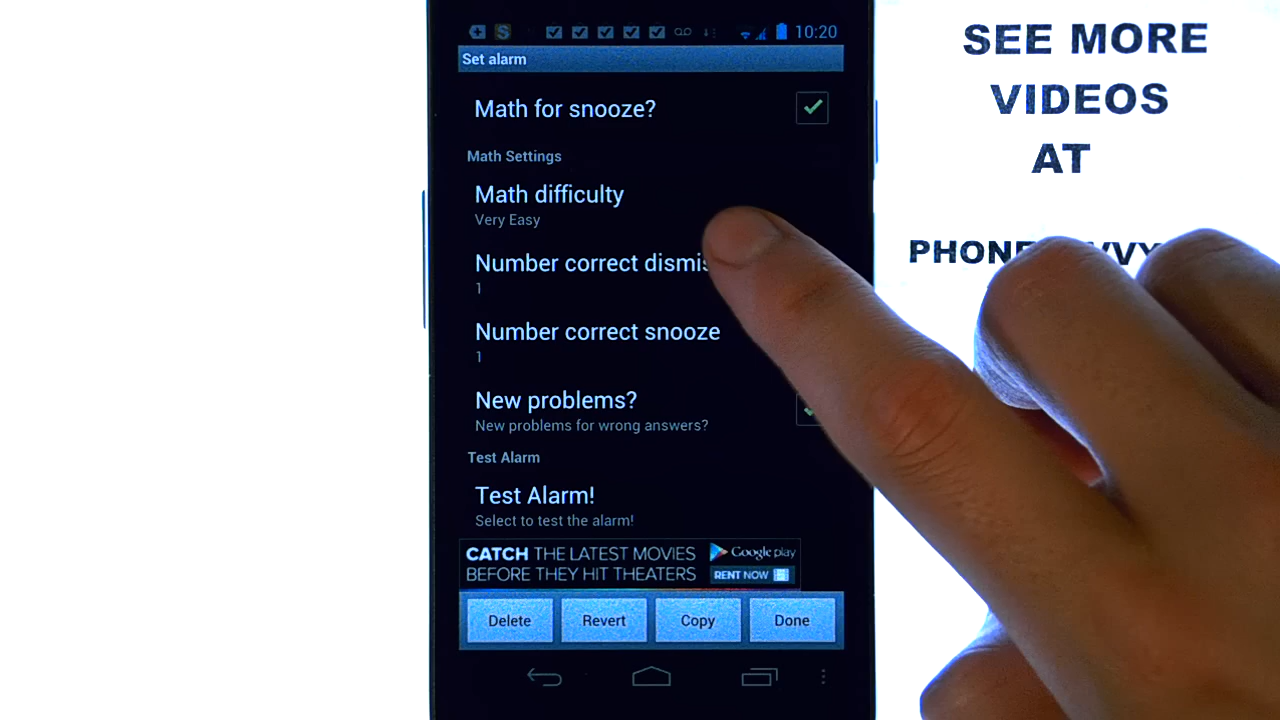 10:20
Set alarm
Math for snooze?
Math Settings
Math difficulty
Very Easy
Number correct
1
Number correct snooze
1
New problems?
New problems for wrong answers?
Test Alarm
Test Alarm!
Select to test the alarm!
CATCH THE LATEST MOVIES
BEFORE THEY HIT THEATERS
Google play
RENT NOW
Delete Revert Copy Done
SEE MORE
VIDEOS
AT